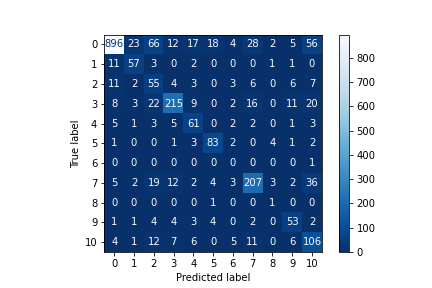 0 896 23 66 12 17 18 4 28 2 5 56
1 11 57 3 0 2 0 0 0 1 1 0
2 11 2 55 4 3 0 3 6 0 6 7
3 8 3 22 215 9 0 2 16 0 11 20
4 5 1 3 5 61 0 2 2 0 1 3
5 1 0 0 1 3 83 2 0 4 1 2
6 0 0 0 0 0 0 0 0 0 0 1
7 5 2 19 12 2 4 3 207 3 2 36
8 0 0 0 0 0 1 0 0 1 0 0
9 1 1 4 4 3 4 0 2 0 53 2
10 4 1 12 7 6 0 5 11 0 6 106
0 1 2 3 4 5 6 7 8 9 10
Predicted label
True label
800
700
600
500
400
300
200
100
0